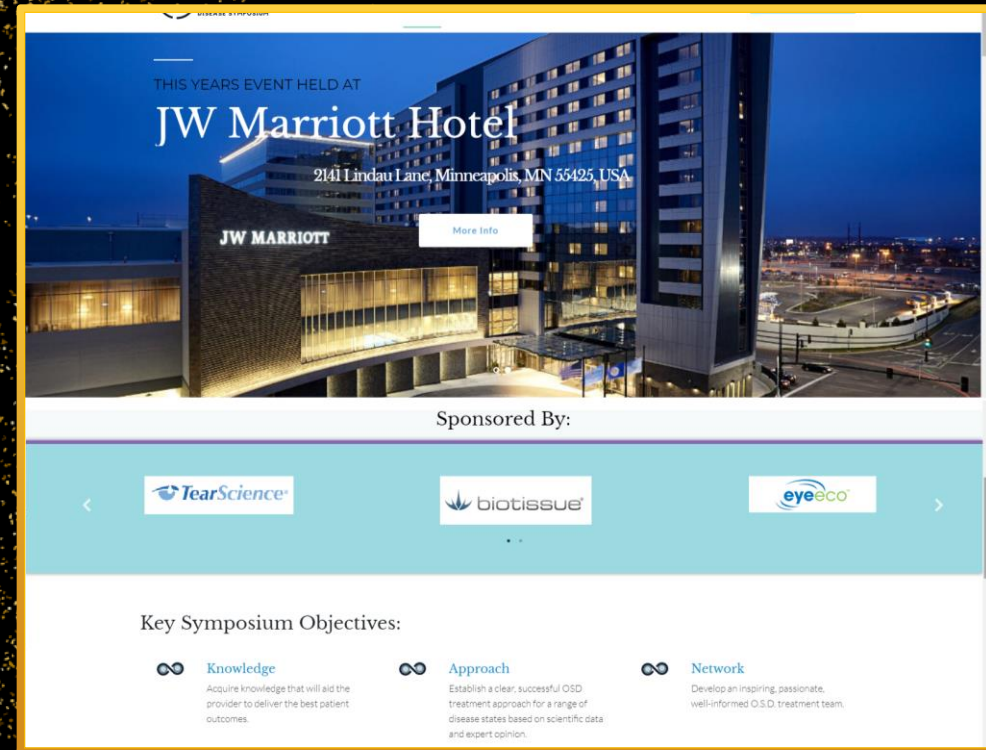 DISEASE SYMPOSIUM
THIS YEARS EVENT HELD AT
JW Marriott Hotel
2141 Lindau Lane, Minneapolis, MN 55425, USA
More Info
JW MARRIOTT
Sponsored By:
TearScience
biotissue
eyeeco
Key Symposium Objectives:
Knowledge
Acquire knowledge that will aid the
provider to deliver the best patient
outcomes.
Approach
Establish a clear, successful OSD
treatment approach for a range of
disease states based on scientific data
and expert opinion.
Network
Develop an inspiring, passionate,
well-informed O.S.D. treatment team.